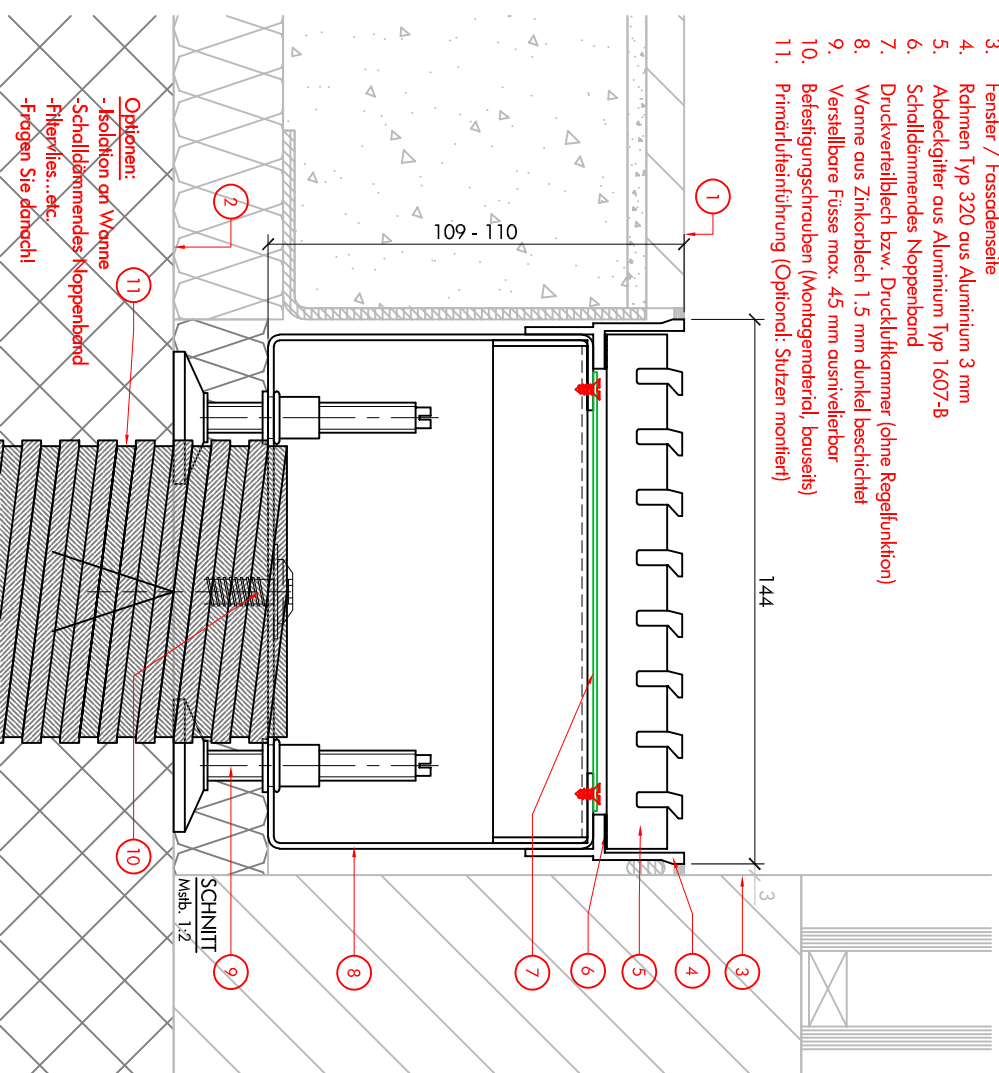 3. Fenster / Fassadenseite
4. Rahmen Typ 320 aus Aluminium 3 mm
5. Abdeckgitter aus Aluminium Typ 1607-B
6. Schalldämmendes Noppenband
7. Druckverteilblech bzw. Druckluftkammer (ohne Regelfunktion)
8. Wanne aus Zinkorblech 1.5 mm dunkel beschichtet
9. Verstellbare Füsse max. 45 mm ausnivelierbar
10. Befestigungschrauben (Montagematerial, bauseits)
11. Primärlufteinführung (Optional: Stutzen montiert)
1
109 - 110
2
Optionen:
- Isolation an Wanne
-Schalldämmendes Noppenband
-Filtervlies...etc.
-Fragen Sie danach!
11
144
10
3
SCHNITT
Mstb. 1:2
3
4
5
6
7
8
9